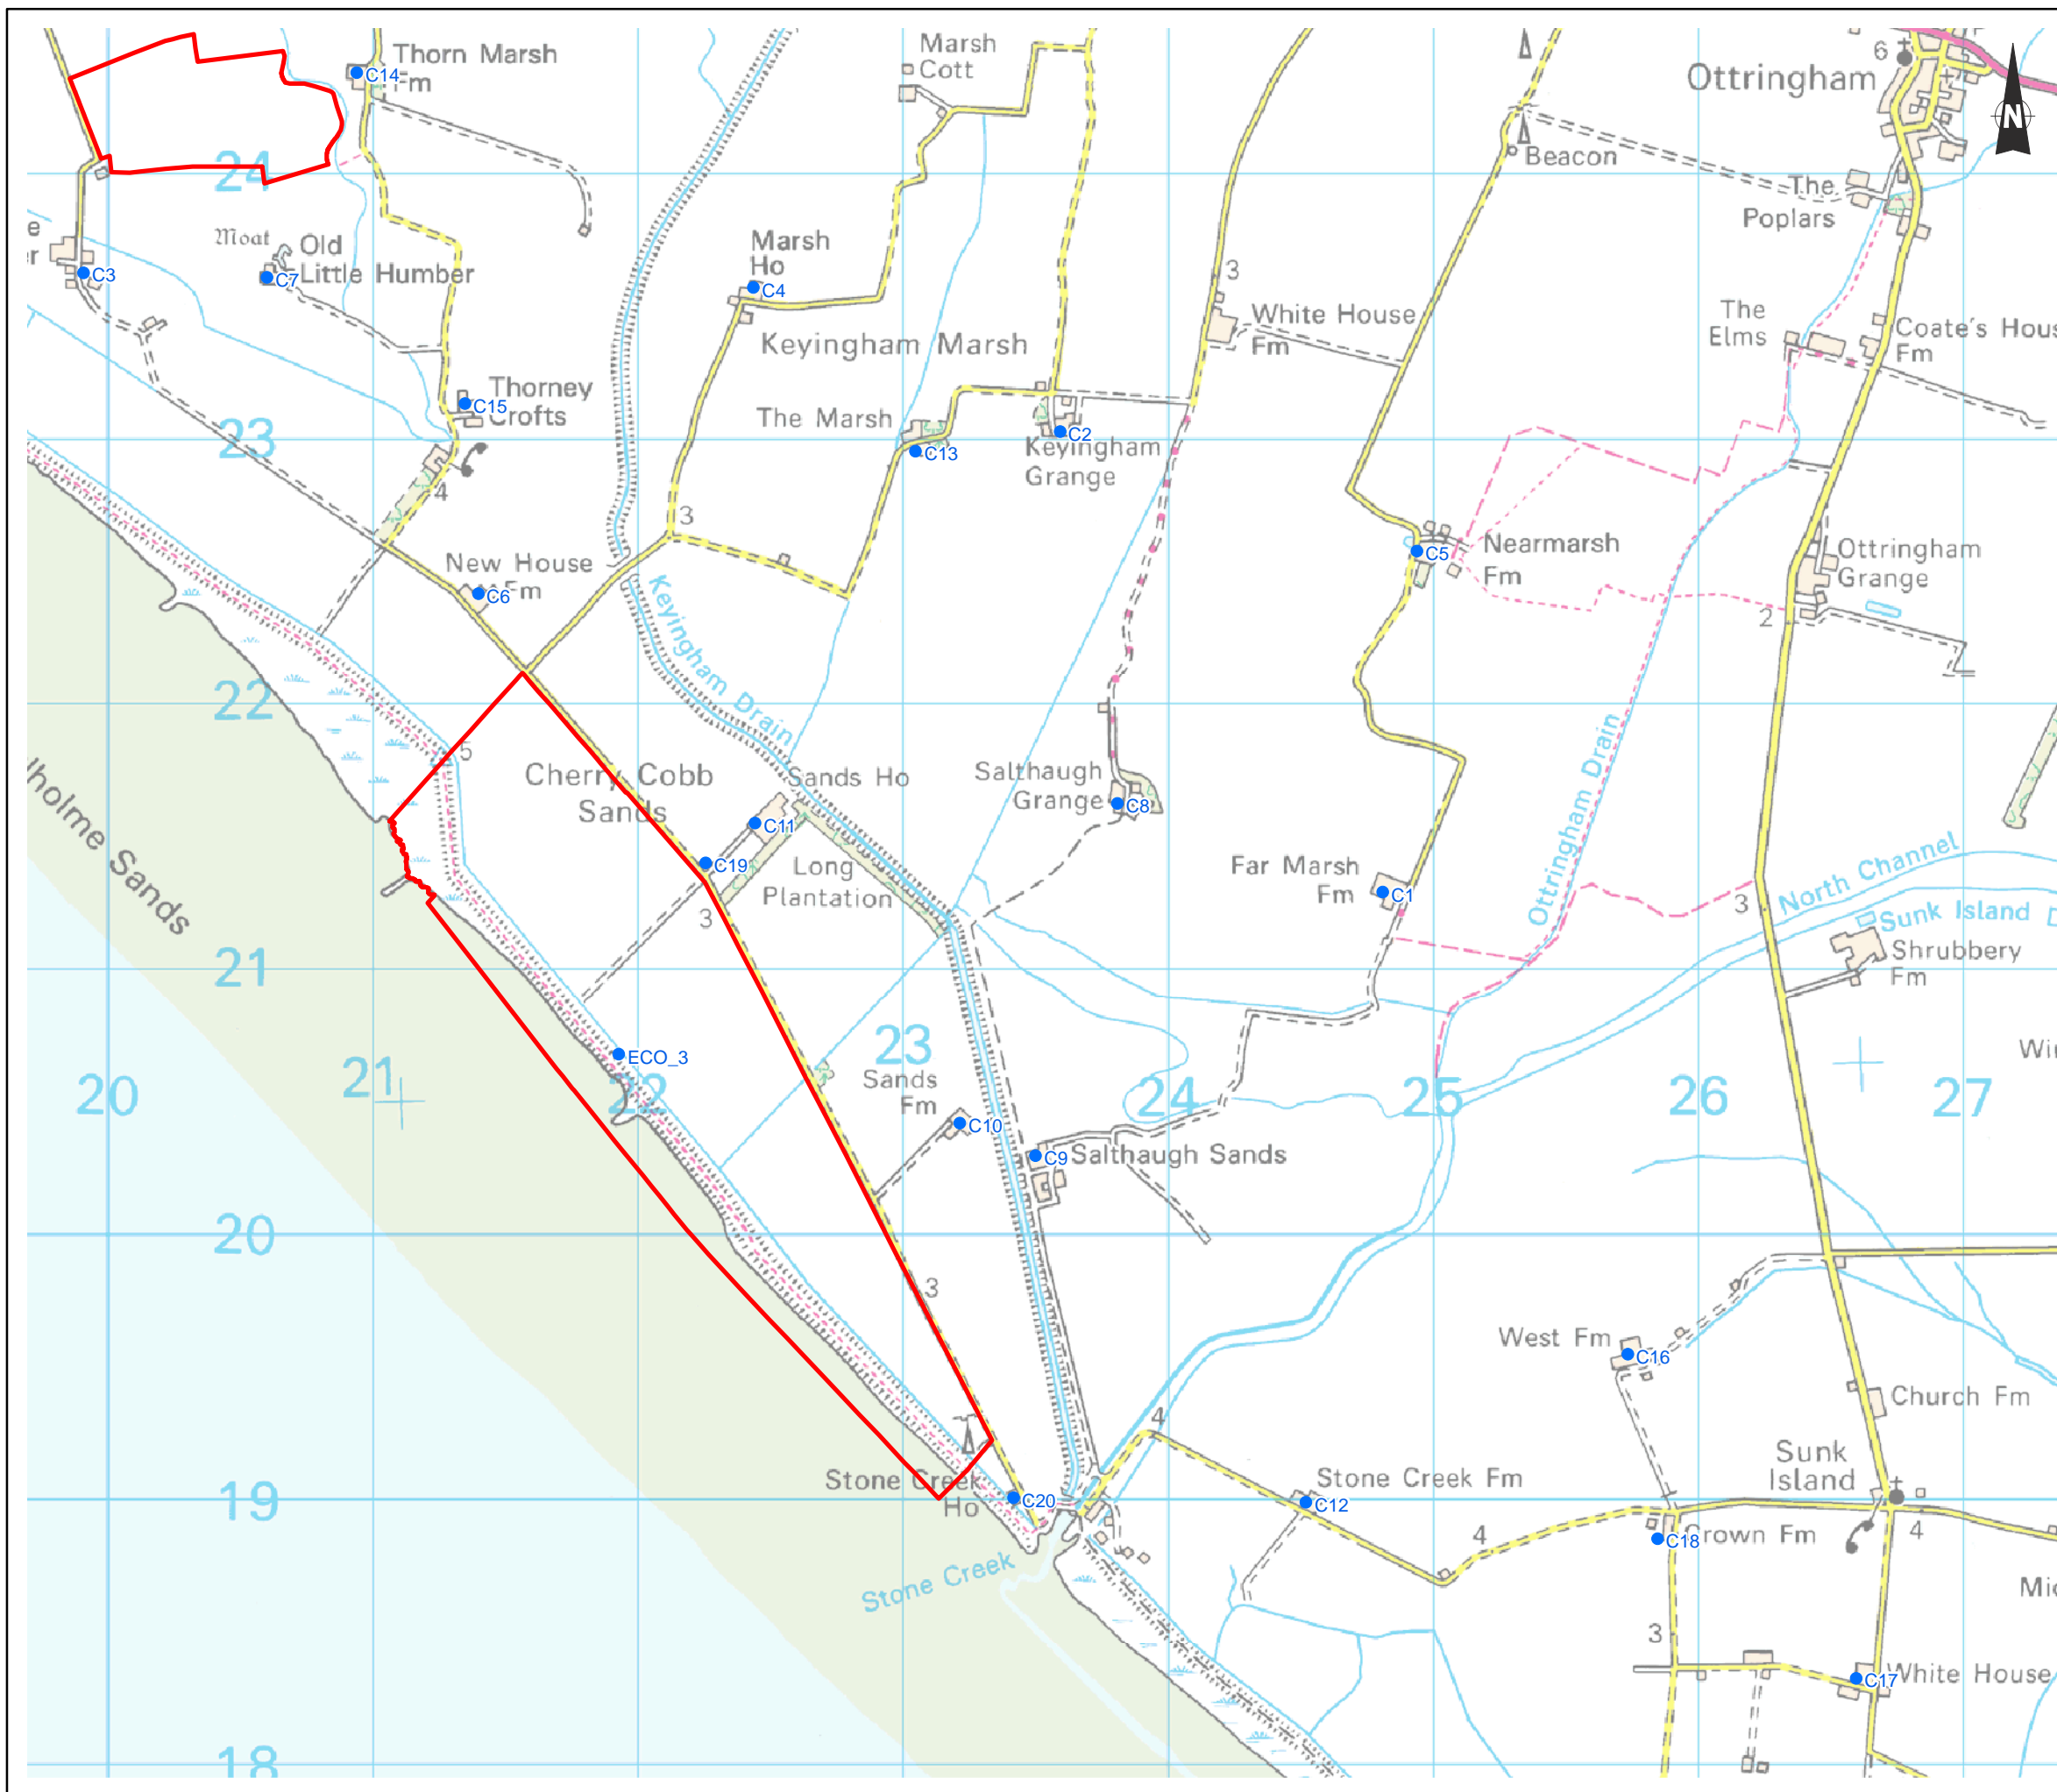 Thorn Marsh
Fm
C14
Marsh
Cott
6
Ottringham
N
Beacon
24
The
Poplars
e
r
C3
Moat
Old
Little Humber
C7
Marsh
Ho
C4
3
White House
Fm
The
Elms
Coate's Hous
Fm
Keyingham Marsh
Thorney
Crofts
C15
The Marsh
C13
C2
Keyingham
Grange
23
4
3
New House
Fm
C6
C5
Nearmarsh
Fm
Ottringham
Grange
2
Keyingham Drain
22
5
Cherry Cobb
Sands
Sands Ho
C11
C19
Salthaugh
Grange
C8
Long
Plantation
3
Far Marsh
Fm
C1
Ottringham Drain
North Channel
3
Sunk Island
Shrubbery
Fm
lholme Sands
21
ECO_3
20
21
22
23
24
25
26
27
Wi
Sands
Fm
C10
C9
Salthaugh Sands
20
3
West Fm
C16
Church Fm
4
Stone Creek
Ho
C20
Stone Creek Fm
C12
Sunk
Island
19
4
C18
Crown Fm
4
Stone Creek
Mi
3
C17
White House
18